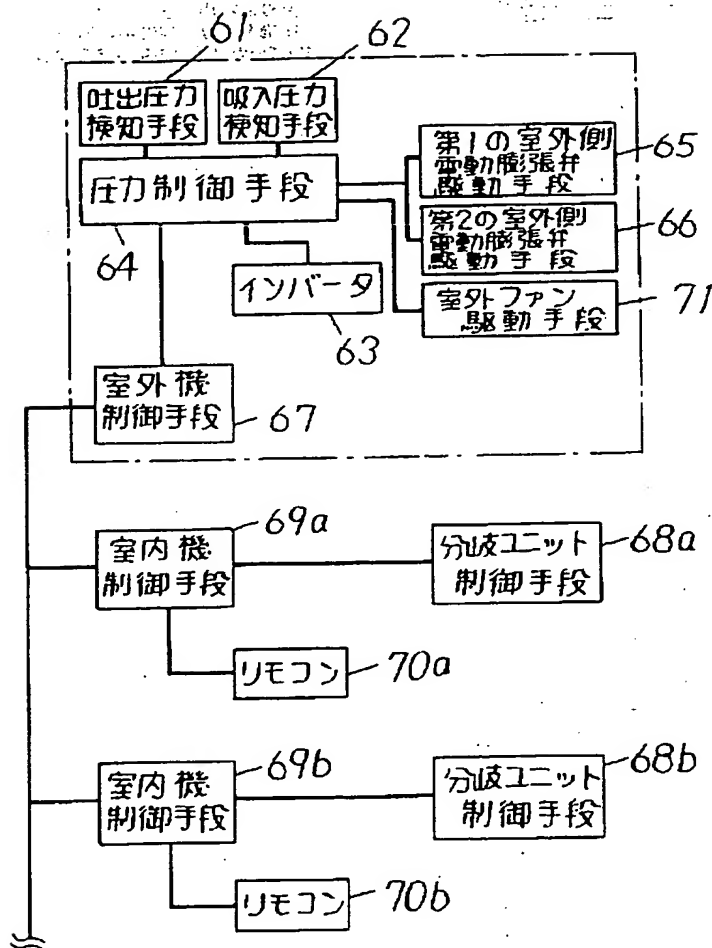 61
62
吐出圧力
検知手段
吸入圧力
検知手段
圧力制御手段
64
第1の室外側
電動膨張弁
駆動手段
65
第2の室外側
電動膨張弁
駆動手段
66
インバータ
63
室外ファン
駆動手段
71
室外機
制御手段
67
69a
室内機
制御手段
分岐ユニット
制御手段
68a
リモコン
70a
69b
室内機
制御手段
分岐ユニット
制御手段
68b
リモコン
70b